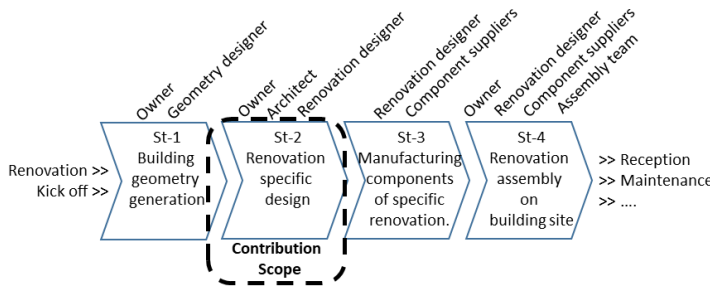 Owner
Geometry designer
Owner
Architect
Renovation designer
Renovation designer
Component suppliers
Owner
Renovation designer
Component suppliers
Assembly team
Renovation >>
Kick off >>
St-1
Building
geometry
generation
St-2
Renovation
specific
design
St-3
Manufacturing
components
of specific
renovation.
St-4
Renovation
assembly
on
building site
>> Reception
>> Maintenance
>> ....
Contribution
Scope